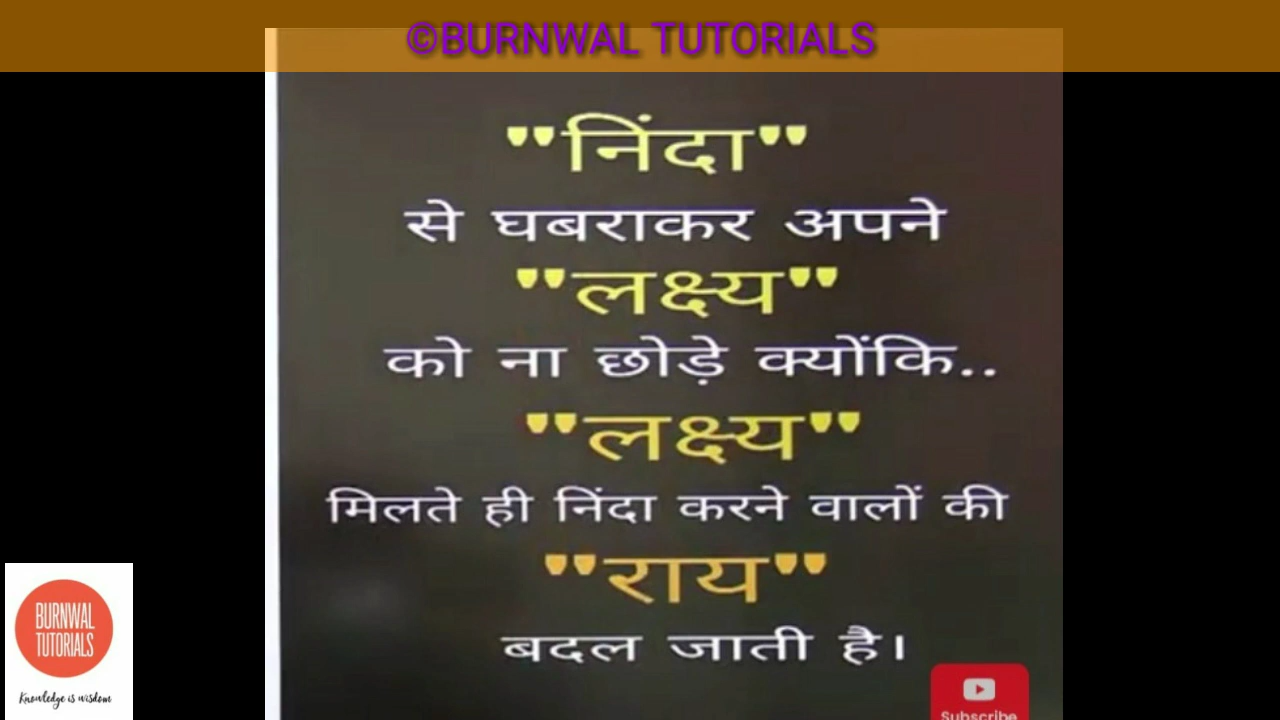 ©BURNWAL TUTORIALS
"निंदा"
से घबराकर अपने
"लक्ष्य"
को ना छोड़े क्योंकि..
"लक्ष्य"
मिलते ही निंदा करने वालों की
"राय"
बदल जाती है।
BURNWAL
TUTORIALS
Knowledge is wisdom
Subscribe